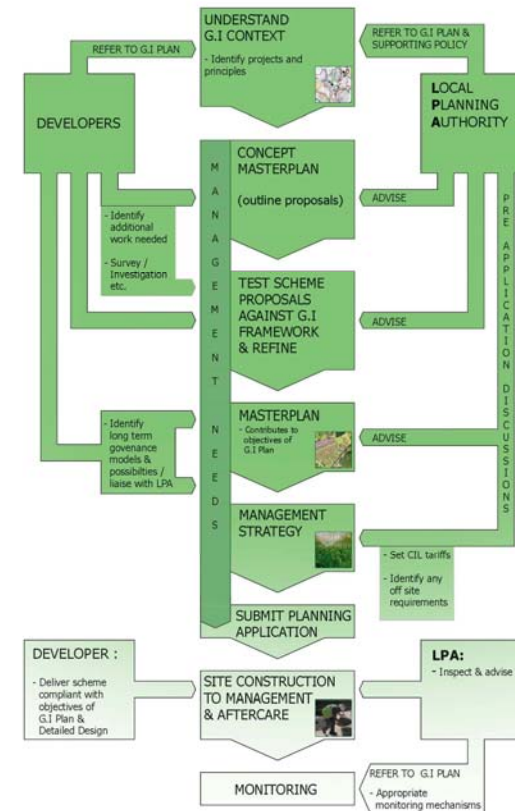 UNDERSTAND
G.I CONTEXT
- Identify projects and
principles
REFER TO G.I PLAN
REFER TO G.I PLAN &
SUPPORTING POLICY
DEVELOPERS
LOCAL
PLANNING
AUTHORITY
MANAGEMENT NEEDS
PRE APPLICATION DISCUSSIONS
CONCEPT
MASTERPLAN
(outline proposals)
ADVISE
- Identify
additional
work needed
- Survey /
Investigation
etc.
TEST SCHEME
PROPOSALS
AGAINST G.I
FRAMEWORK
& REFINE
ADVISE
- Identify
long term
govenance
models &
possibilties /
liaise with LPA
MASTERPLAN
- Contributes to
objectives of
G.I Plan
ADVISE
MANAGEMENT
STRATEGY
- Set CIL tariffs
- Identify any
off site
requirements
SUBMIT PLANNING
APPLICATION
DEVELOPER :
- Deliver scheme
compliant with
objectives of
G.I Plan &
Detailed Design
SITE CONSTRUCTION
TO MANAGEMENT
& AFTERCARE
LPA:
- Inspect & advise
MONITORING
REFER TO G.I PLAN
- Appropriate
monitoring mechanisms